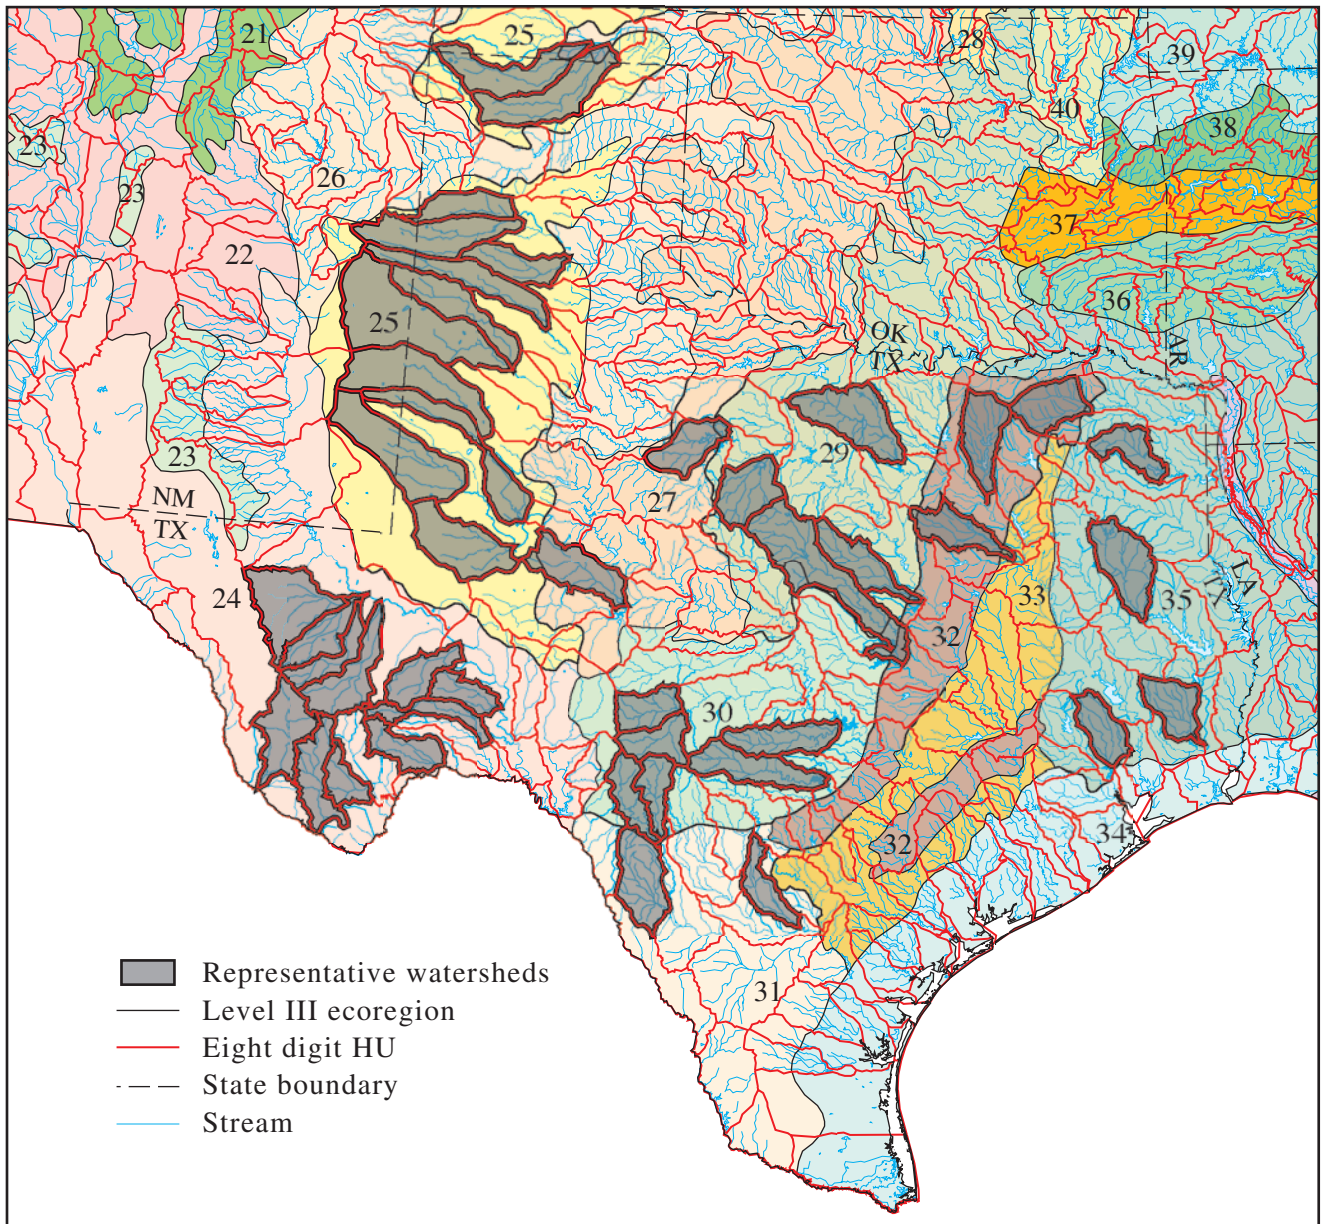 21
25
28
39
40
38
23
26
23
37
22
36
25
OK
TX
AR
29
23
27
NM
TX
LA
TX
24
33
35
32
30
34
32
Representative watersheds
31
Level III ecoregion
Eight digit HU
State boundary
Stream